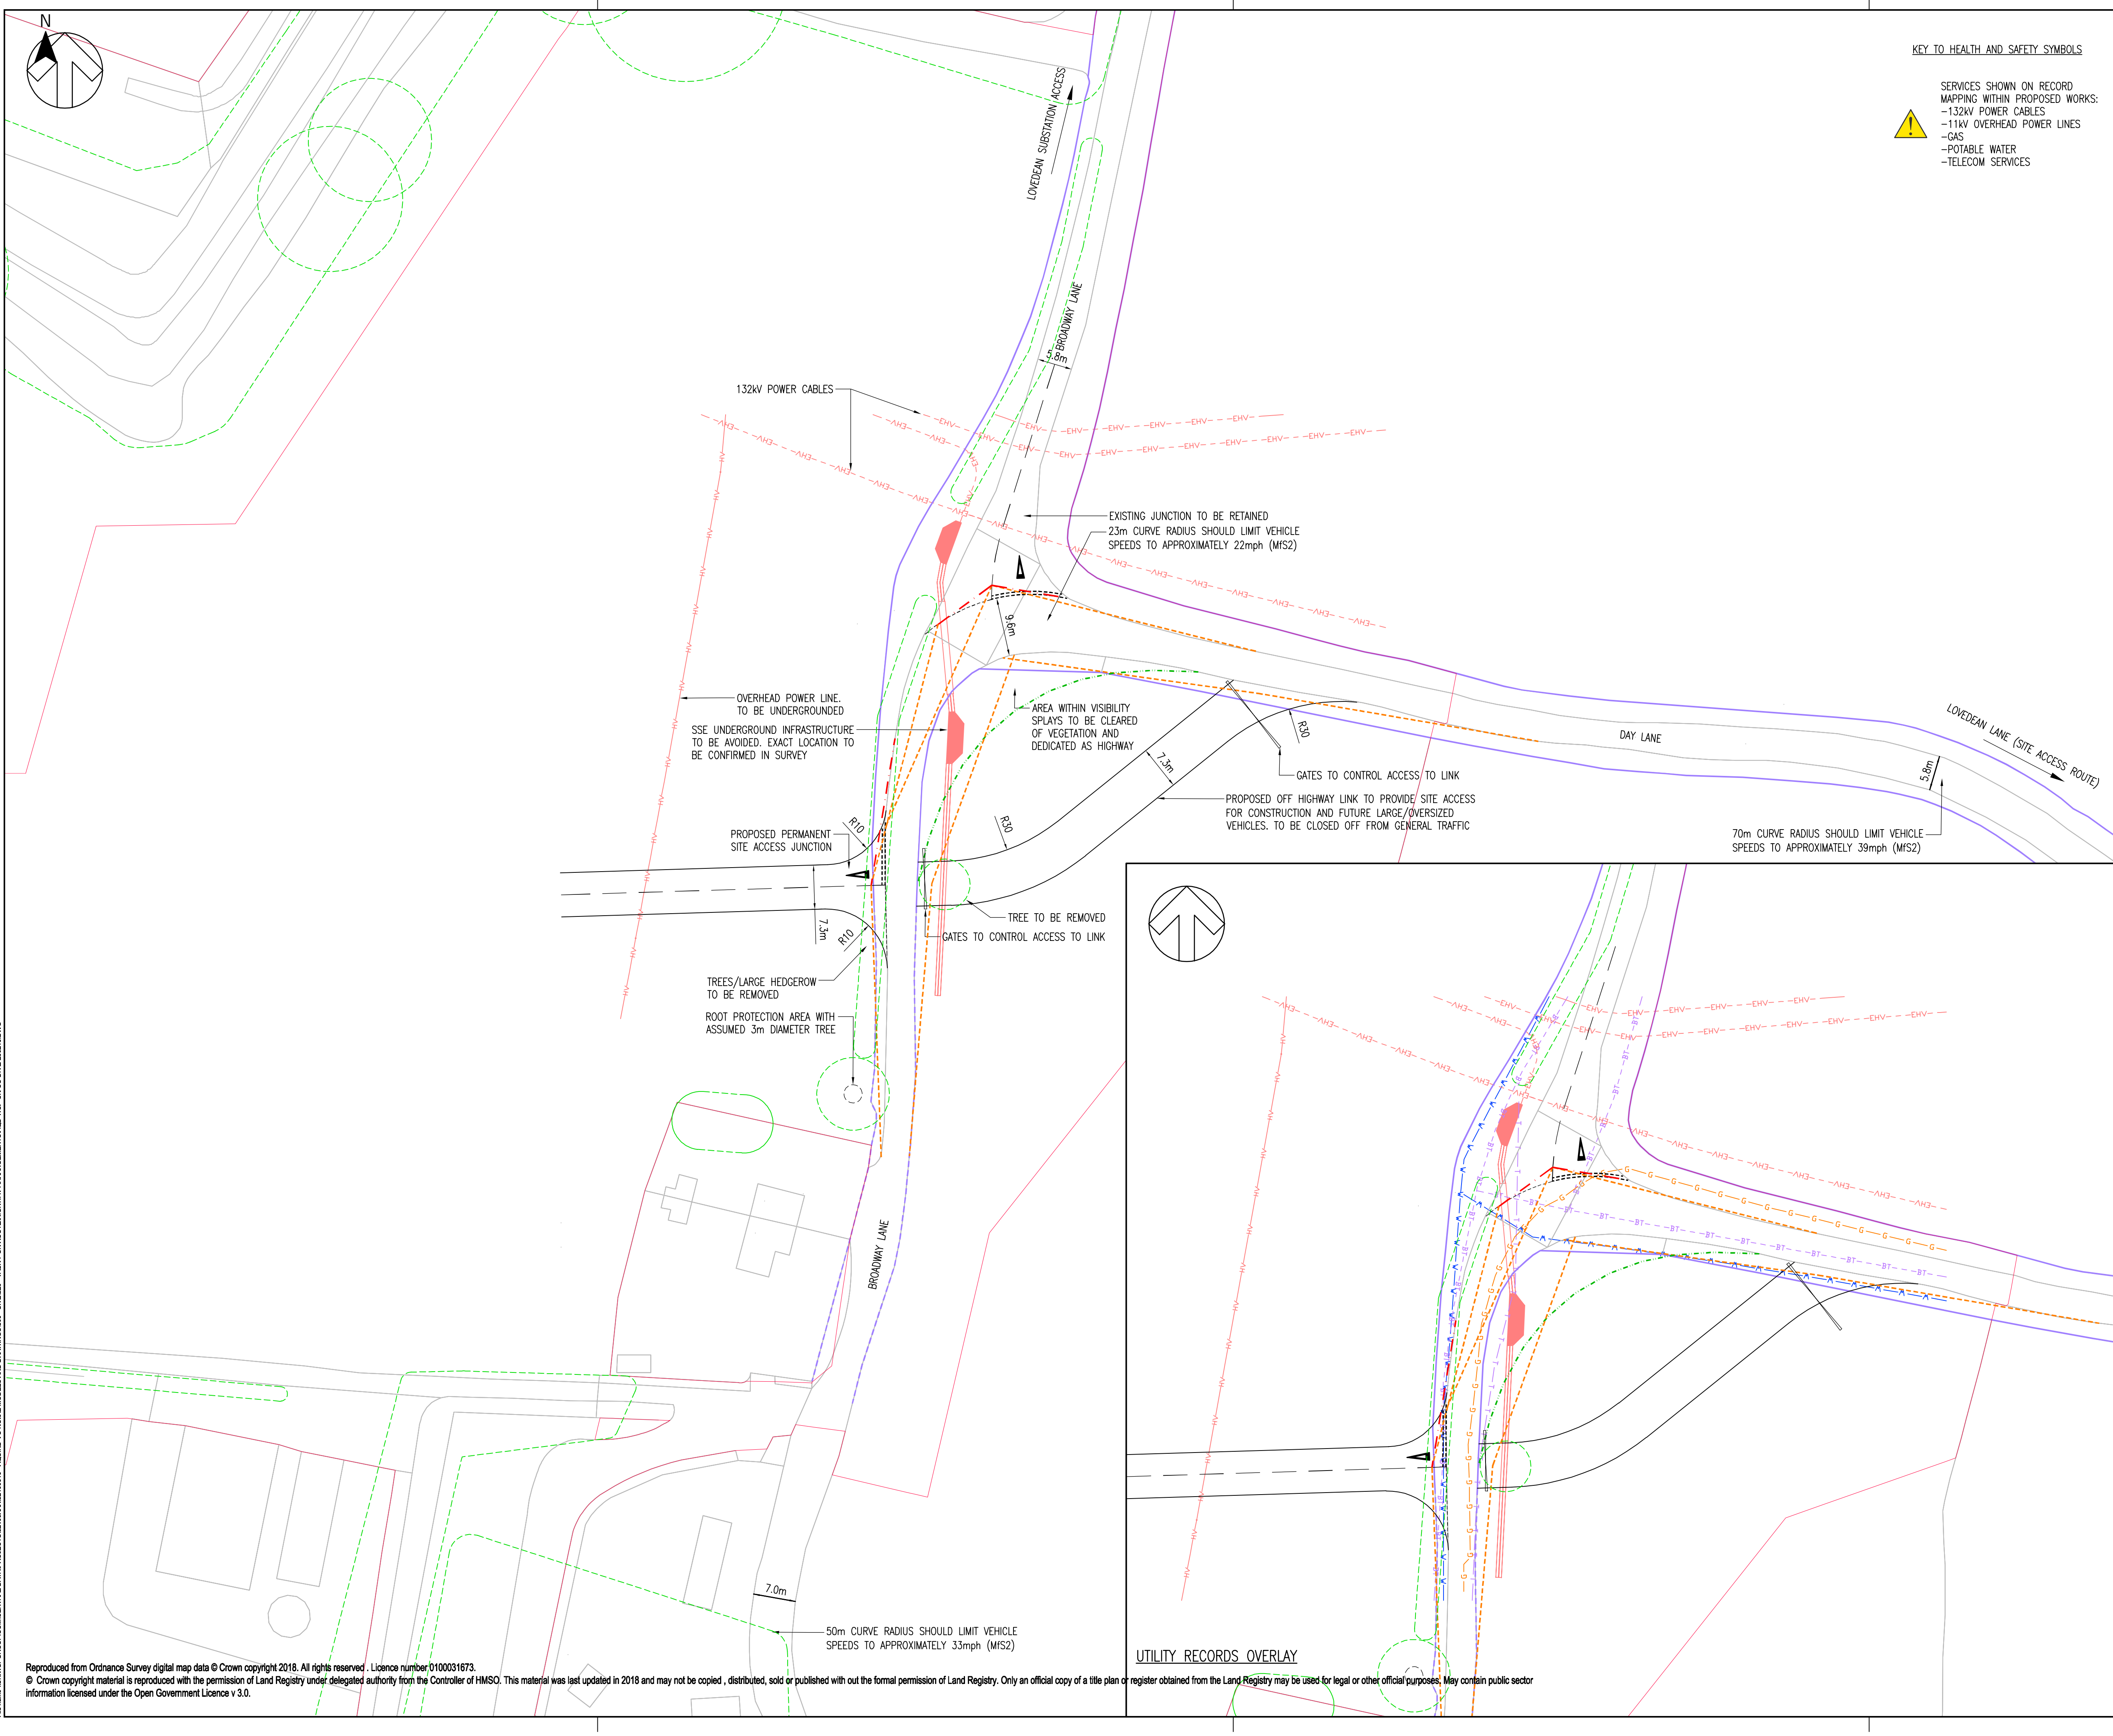 N
KEY TO HEALTH AND SAFETY SYMBOLS
SERVICES SHOWN ON RECORD
MAPPING WITHIN PROPOSED WORKS:
-132kV POWER CABLES
-11kV OVERHEAD POWER LINES
-GAS
-POTABLE WATER
-TELECOM SERVICES
LOVEDEAN SUBSTATION ACCESS
BROADWAY LANE
5.8m
132kV POWER CABLES
EXISTING JUNCTION TO BE RETAINED
23m CURVE RADIUS SHOULD LIMIT VEHICLE
SPEEDS TO APPROXIMATELY 22mph (MfS2)
9.6m
OVERHEAD POWER LINE.
TO BE UNDERGROUNDED
SSE UNDERGROUND INFRASTRUCTURE
TO BE AVOIDED. EXACT LOCATION TO
BE CONFIRMED IN SURVEY
AREA WITHIN VISIBILITY
SPLAYS TO BE CLEARED
OF VEGETATION AND
DEDICATED AS HIGHWAY
R30
7.3m
DAY LANE
LOVEDEAN LANE (SITE ACCESS ROUTE)
5.8m
GATES TO CONTROL ACCESS TO LINK
PROPOSED OFF HIGHWAY LINK TO PROVIDE SITE ACCESS
FOR CONSTRUCTION AND FUTURE LARGE/OVERSIZED
VEHICLES. TO BE CLOSED OFF FROM GENERAL TRAFFIC
70m CURVE RADIUS SHOULD LIMIT VEHICLE
SPEEDS TO APPROXIMATELY 39mph (MfS2)
R10
R30
PROPOSED PERMANENT
SITE ACCESS JUNCTION
7.3m
R10
TREE TO BE REMOVED
GATES TO CONTROL ACCESS TO LINK
TREES/LARGE HEDGEROW
TO BE REMOVED
ROOT PROTECTION AREA WITH
ASSUMED 3m DIAMETER TREE
BROADWAY LANE
7.0m
50m CURVE RADIUS SHOULD LIMIT VEHICLE
SPEEDS TO APPROXIMATELY 33mph (MfS2)
UTILITY RECORDS OVERLAY
Reproduced from Ordnance Survey digital map data © Crown copyright 2018. All rights reserved . Licence number 0100031673.
© Crown copyright material is reproduced with the permission of Land Registry under delegated authority from the Controller of HMSO. This material was last updated in 2018 and may not be copied , distributed, sold or published with out the formal permission of Land Registry. Only an official copy of a title plan or register obtained from the Land Registry may be used for legal or other official purposes. May contain public sector
information licensed under the Open Government Licence v 3.0.